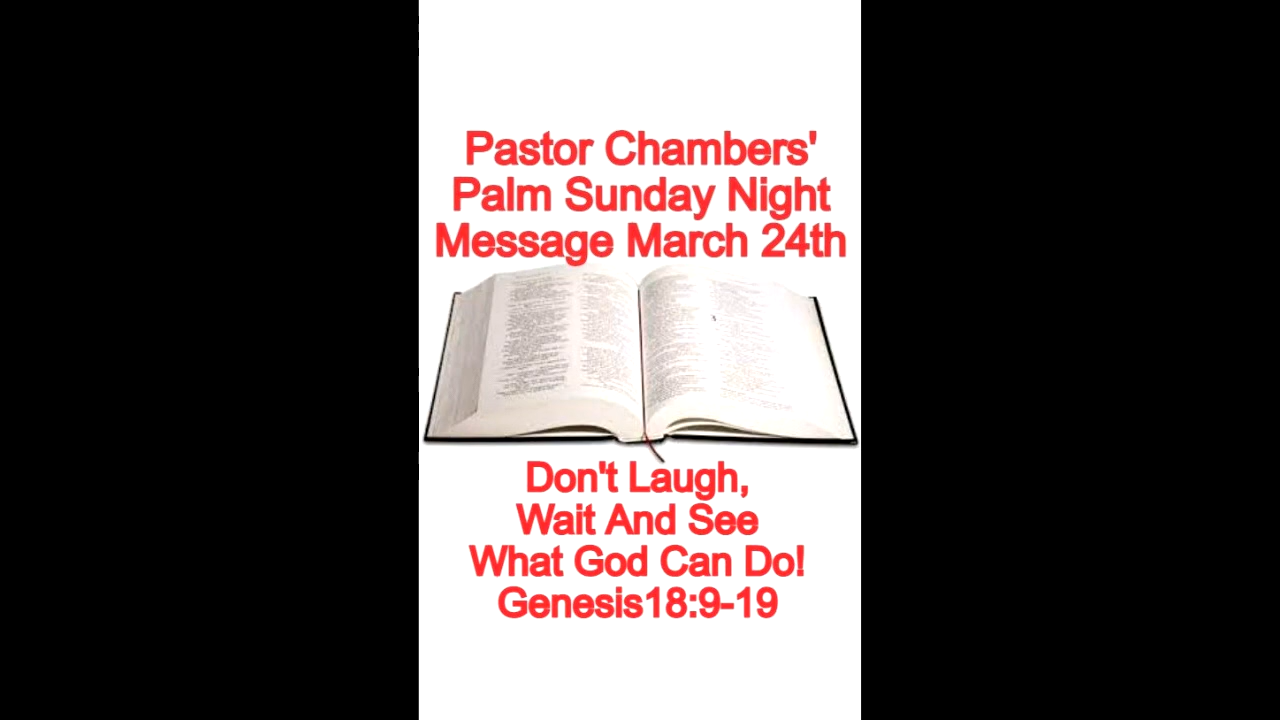 Pastor Chambers'
Palm Sunday Night
Message March 24th
Don't Laugh,
Wait And See
What God Can Do!
Genesis18:9-19